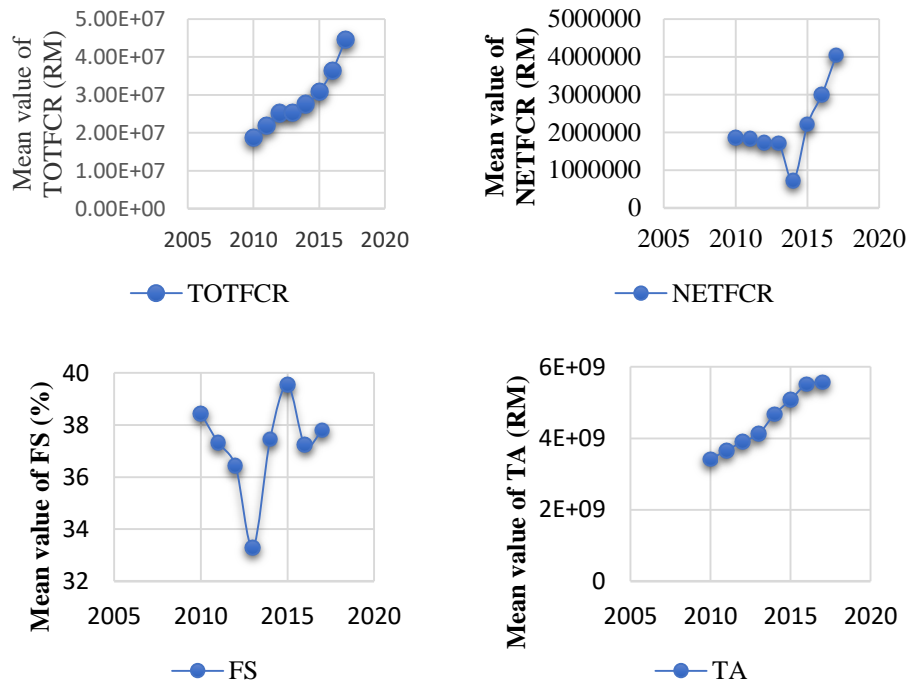 Mean value of
TOTFCR (RM)
5.00E+07
4.00E+07
3.00E+07
2.00E+07
1.00E+07
0.00E+00
2005 2010 2015 2020
TOTFCR
Mean value of
NETFCR (RM)
5000000
4000000
3000000
2000000
1000000
0
2005 2010 2015 2020
NETFCR
Mean value of FS (%)
40
38
36
34
32
2005 2010 2015 2020
FS
Mean value of TA (RM)
6E+09
4E+09
2E+09
0
2005 2010 2015 2020
TA